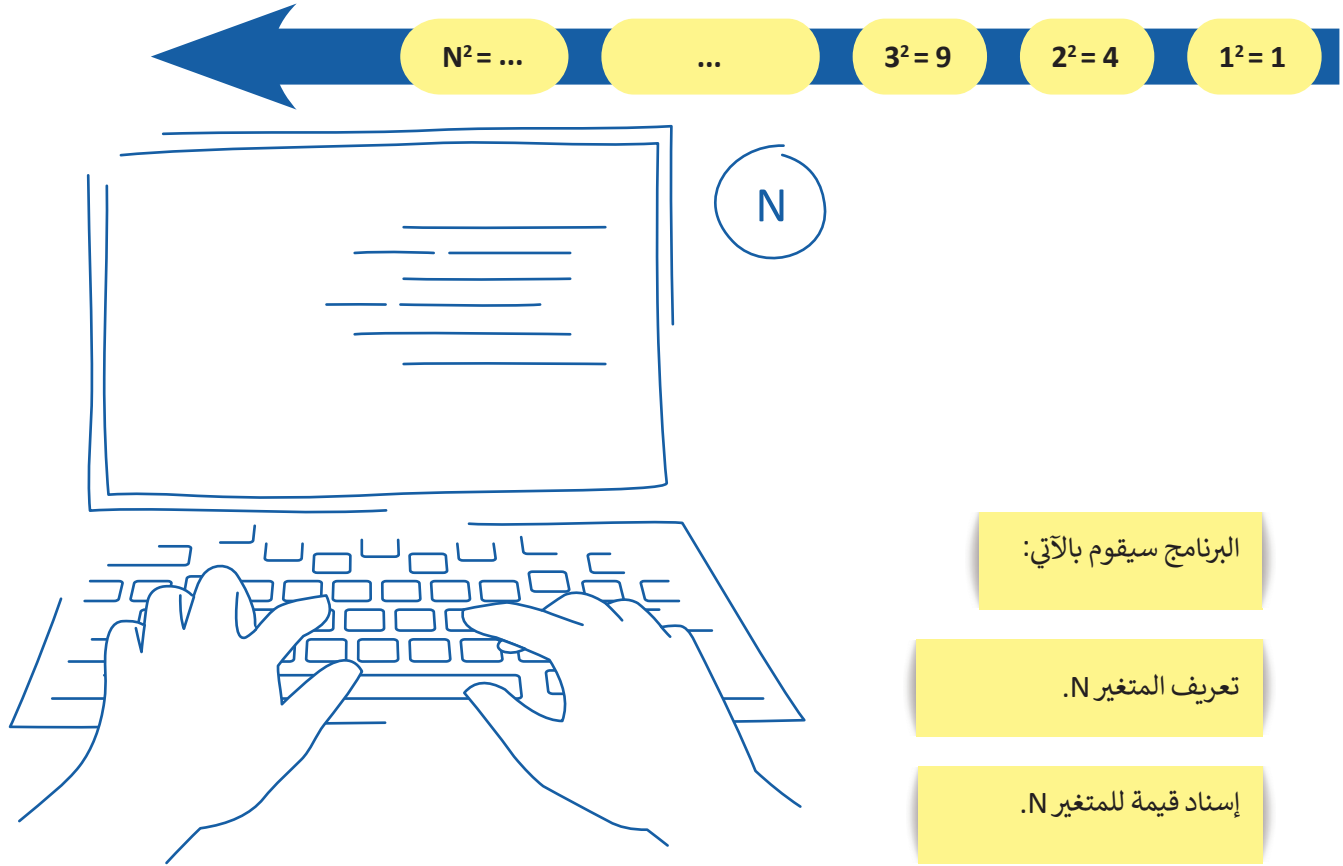 1² = 1
2² = 4
3² = 9
...
N² = ...
N
البرنامج سيقوم بالآتي:
تعريف المتغير N.
إسناد قيمة للمتغير N.